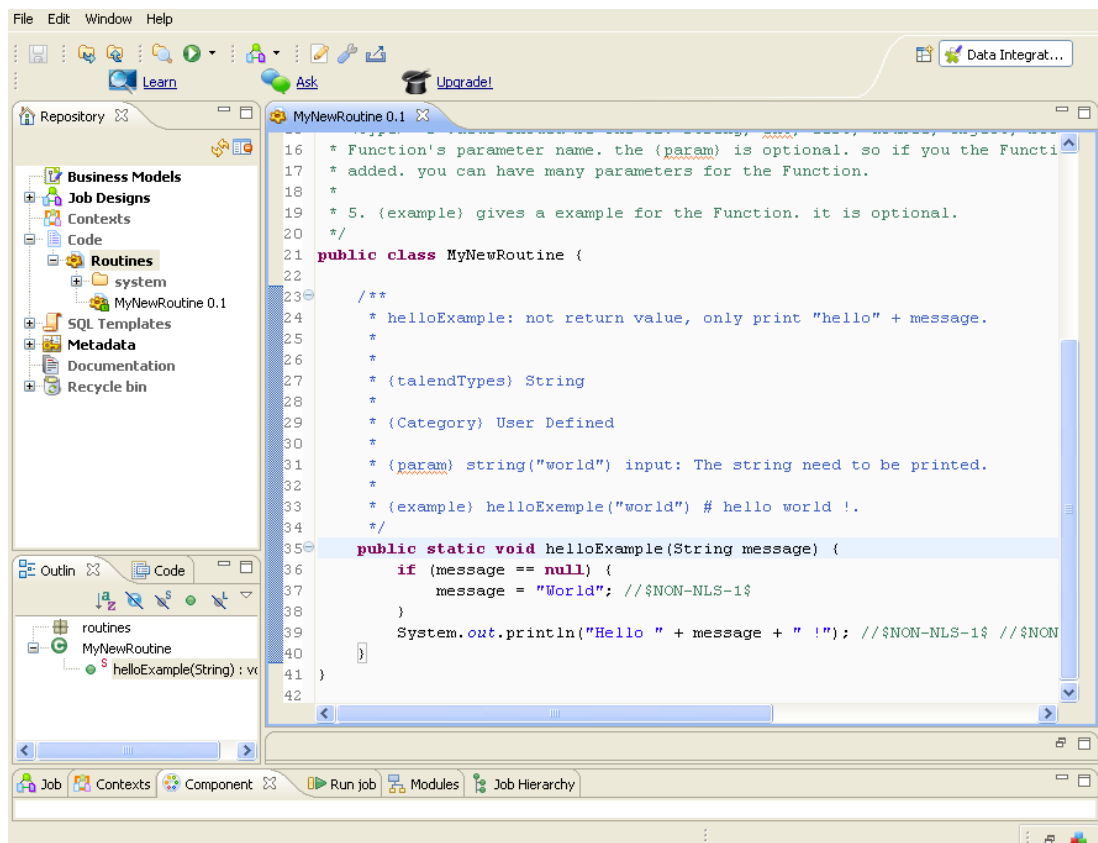 File Edit Window Help
Data Integrat...
Learn Ask Upgrade!
Repository
Business Models
Job Designs
Contexts
Code
Routines
system
MyNewRoutine 0.1
SQL Templates
Metadata
Documentation
Recycle bin
Outlin Code
routines
MyNewRoutine
helloExample(String) : vo
MyNewRoutine 0.1
16 * Function's parameter name. the {param} is optional. so if you the Functi
17 * added. you can have many parameters for the Function.
18 *
19 * 5. {example} gives a example for the Function. it is optional.
20 */
21 public class MyNewRoutine {
22
23 /**
24 * helloExample: not return value, only print "hello" + message.
25 *
26 *
27 * {talendTypes} String
28 *
29 * {Category} User Defined
30 *
31 * {param} string("world") input: The string need to be printed.
32 *
33 * {example} helloExemple("world") # hello world !.
34 */
35 public static void helloExample(String message) {
36 if (message == null) {
37 message = "World"; //$NON-NLS-1$
38 }
39 System.out.println("Hello " + message + " !"); //$NON-NLS-1$ //$NON
40 }
41 }
42
Job Contexts Component Run job Modules Job Hierarchy